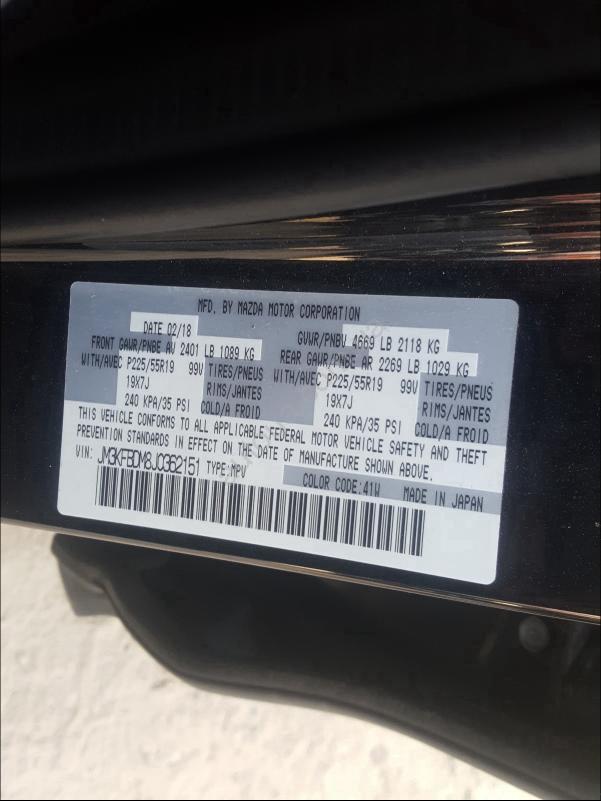 MFD. BY MAZDA MOTOR CORPORATION
DATE 02/18 GVWR/PNBV 4669 LB 2118 KG
FRONT GAWR/PNBE AV 2401 LB 1089 KG REAR GAWR/PNBE AR 2269 LB 1029 KG
WITH/AVEC P225/55R19 99V TIRES/PNEUS WITH/AVEC P225/55R19 99V TIRES/PNEUS
19X7J RIMS/JANTES 19X7J RIMS/JANTES
240 KPA/35 PSI COLD/A FROID 240 KPA/35 PSI COLD/A FROID
THIS VEHICLE CONFORMS TO ALL APPLICABLE FEDERAL MOTOR VEHICLE SAFETY AND THEFT
PREVENTION STANDARDS IN EFFECT ON THE DATE OF MANUFACTURE SHOWN ABOVE.
VIN: JM3KFBDM8J0362151 TYPE:MPV
COLOR CODE:41W MADE IN JAPAN